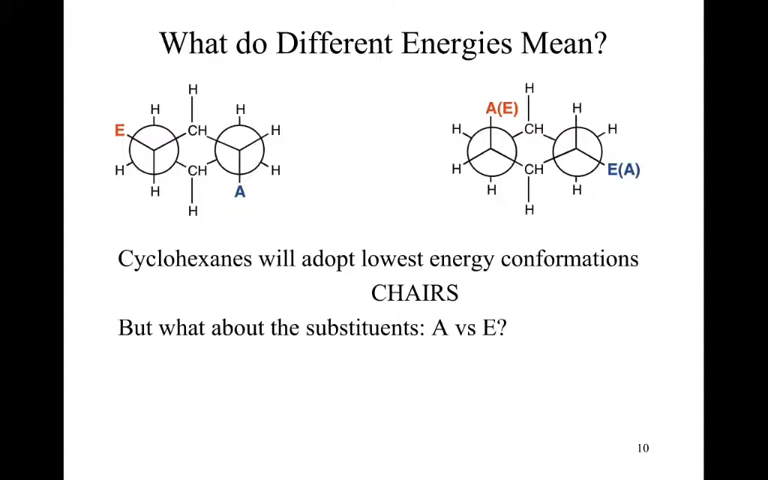 What do Different Energies Mean?
H
H H
E CH H
H CH H
H A
H
H
A(E) H
H CH H
H CH E(A)
H H
H
Cyclohexanes will adopt lowest energy conformations
CHAIRS
But what about the substituents: A vs E?
10